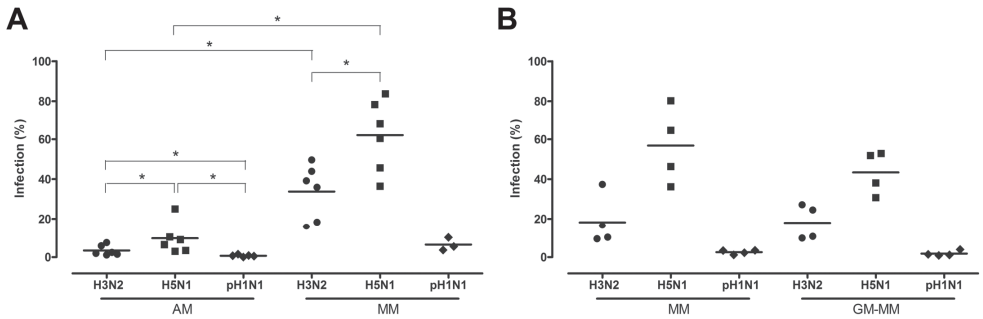 A
*
*
*
*
*
*
Infection (%)
100
80
60
40
20
0
H3N2 H5N1 pH1N1 H3N2 H5N1 pH1N1
AM MM
B
Infection (%)
100
80
60
40
20
0
H3N2 H5N1 pH1N1 H3N2 H5N1 pH1N1
MM GM-MM